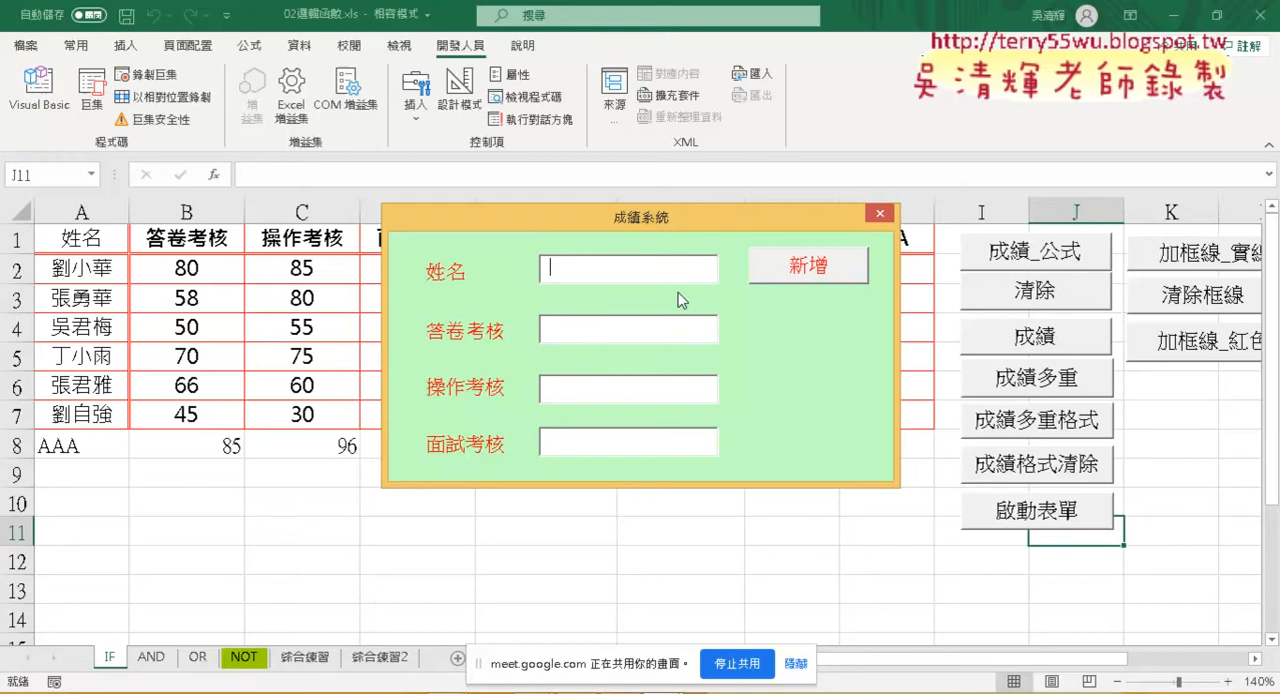 自動儲存
02邏輯函數.xls - 相容模式
搜尋
吳清輝
檔案 常用 插入 頁面配置 公式 資料 校閱 檢視 開發人員 說明
註解
http://terry55wu.blogspot.tw
吳清輝老師錄製
Visual Basic
巨集
錄製巨集
以相對位置錄製
巨集安全性
程式碼
增益集
Excel 增益集
COM 增益集
增益集
插入
設計模式
屬性
檢視程式碼
執行對話方塊
控制項
來源
對應內容
擴充套件
重新整理資料
匯入
匯出
XML
J11
fx
A B C I J K
1 姓名 答卷考核 操作考核
2 劉小華 80 85
3 張勇華 58 80
4 吳君梅 50 55
5 丁小雨 70 75
6 張君雅 66 60
7 劉自強 45 30
8 AAA 85 96
9
10
11
12
13
14
成績系統
姓名
新增
答卷考核
操作考核
面試考核
成績_公式
清除
成績
成績多重
成績多重格式
成績格式清除
啟動表單
加框線_實線
清除框線
加框線_紅色
IF AND OR NOT 綜合練習 綜合練習2
meet.google.com 正在共用你的畫面。
停止共用
隱藏
就緒
140%